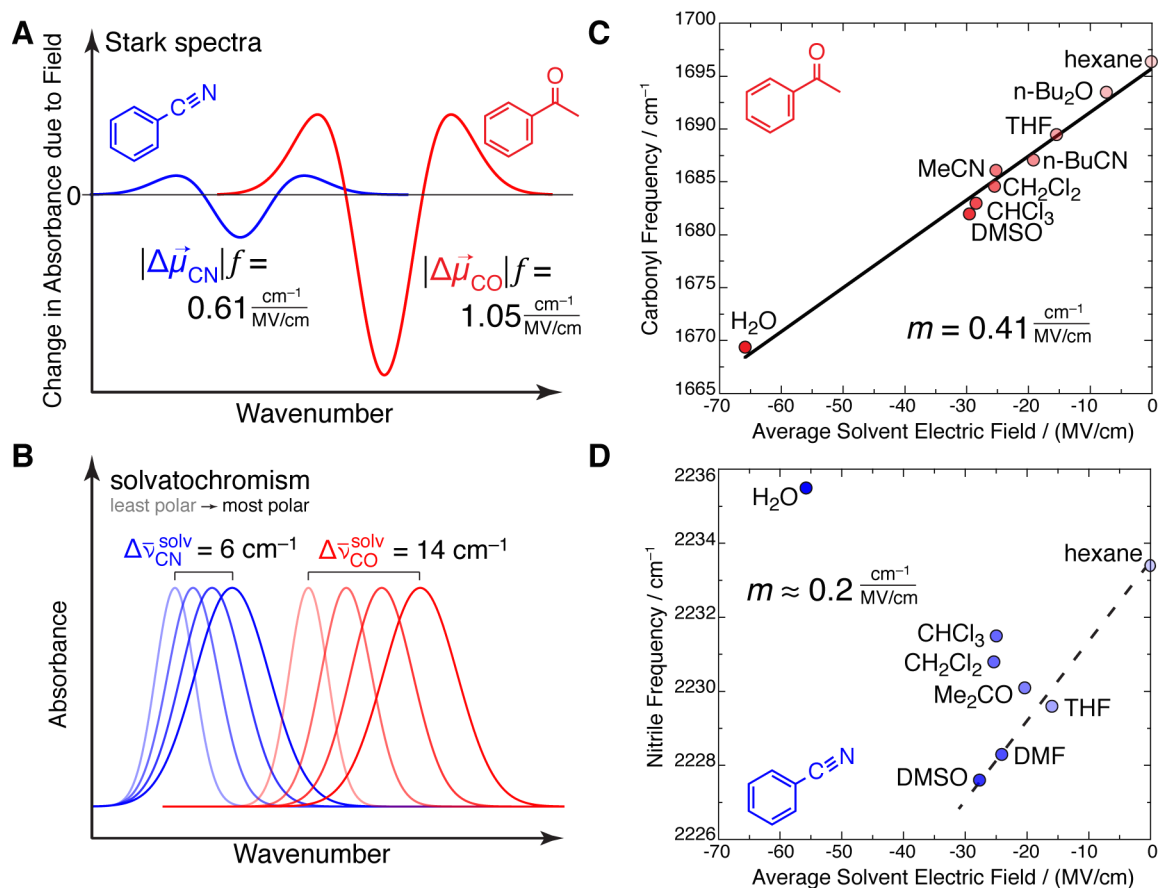 A
Stark spectra
Change in Absorbance due to Field
0
C≡N
O
|Δμ⃗CN|f =
0.61 cm⁻¹/MV/cm
|Δμ⃗CO|f =
1.05 cm⁻¹/MV/cm
Wavenumber
B
solvatochromism
least polar → most polar
Δν̅CN^solv = 6 cm⁻¹
Δν̅CO^solv = 14 cm⁻¹
Absorbance
Wavenumber
C
Carbonyl Frequency / cm⁻¹
1700
1695
1690
1685
1680
1675
1670
1665
O
hexane
n-Bu₂O
THF
n-BuCN
MeCN
CH₂Cl₂
CHCl₃
DMSO
H₂O
m = 0.41 cm⁻¹/MV/cm
-70 -60 -50 -40 -30 -20 -10 0
Average Solvent Electric Field / (MV/cm)
D
Nitrile Frequency / cm⁻¹
2236
2234
2232
2230
2228
2226
H₂O
hexane
m ≈ 0.2 cm⁻¹/MV/cm
CHCl₃
CH₂Cl₂
Me₂CO
THF
DMF
DMSO
C≡N
-70 -60 -50 -40 -30 -20 -10 0
Average Solvent Electric Field / (MV/cm)